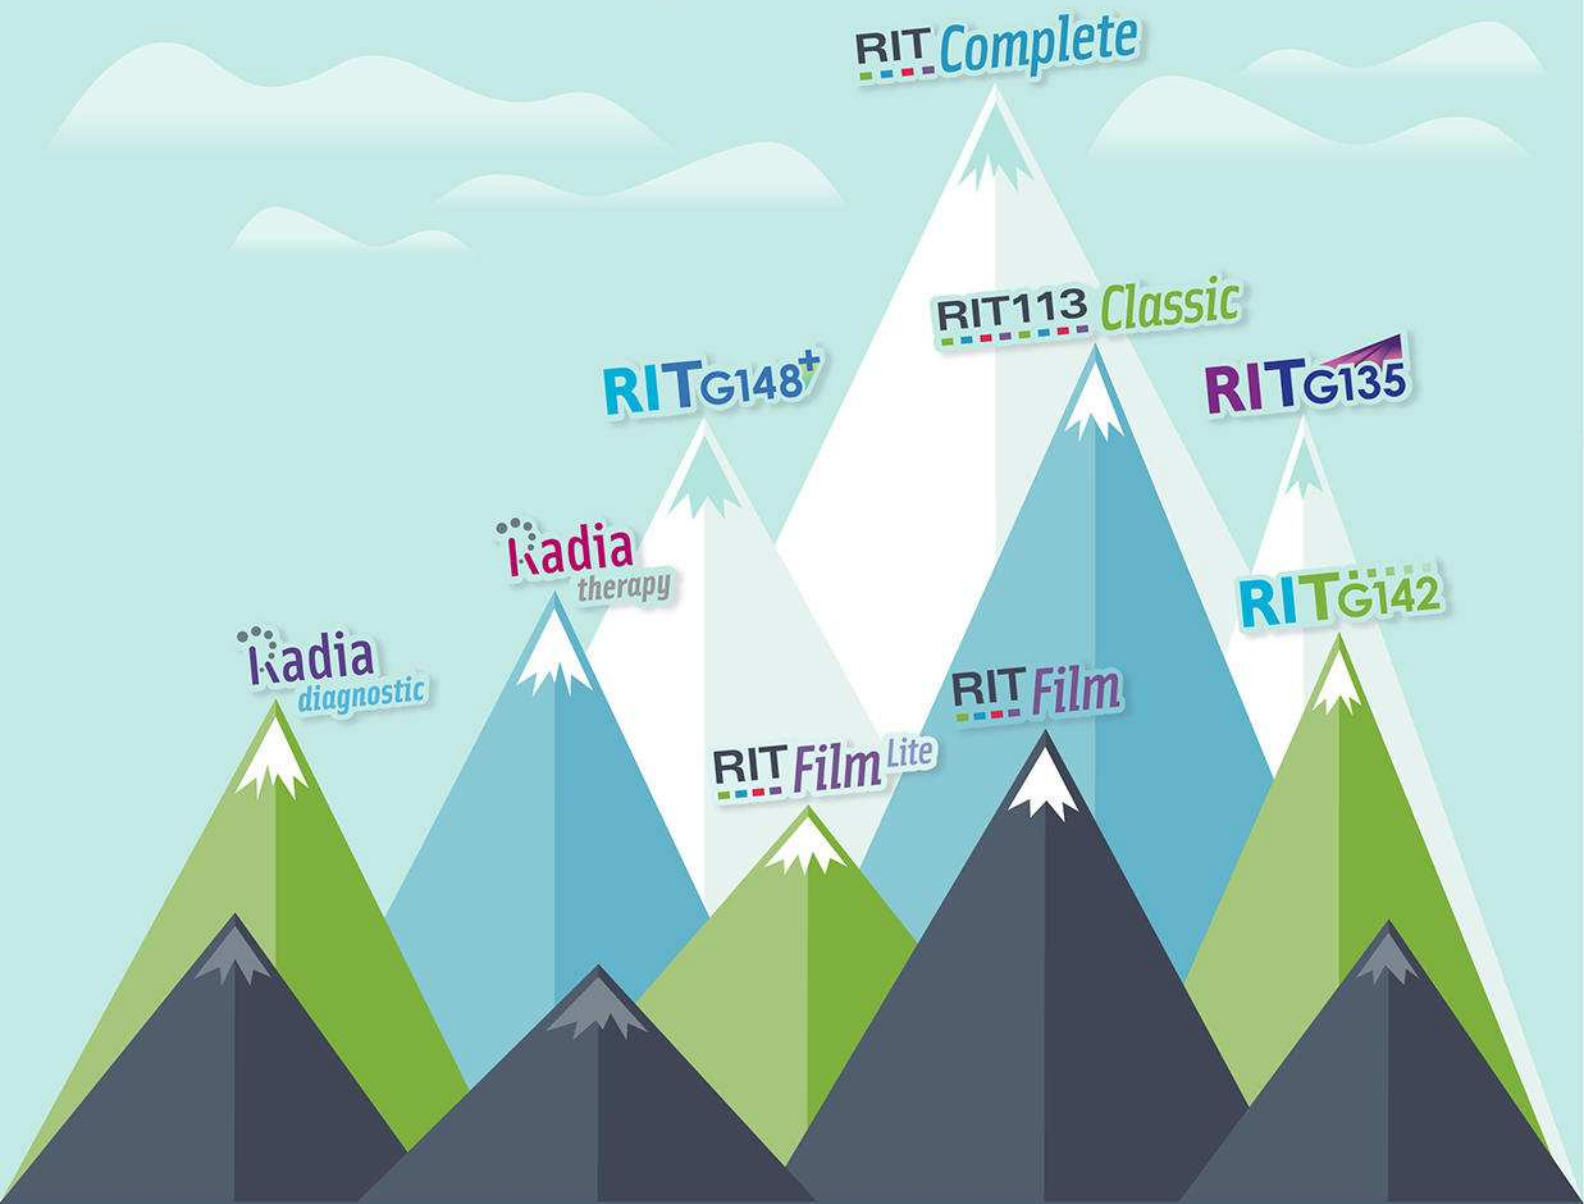 RIT Complete
RIT113 Classic
RITG148+
RITG135
Radia
therapy
RITG142
Radia
diagnostic
RIT Film
RIT Film Lite